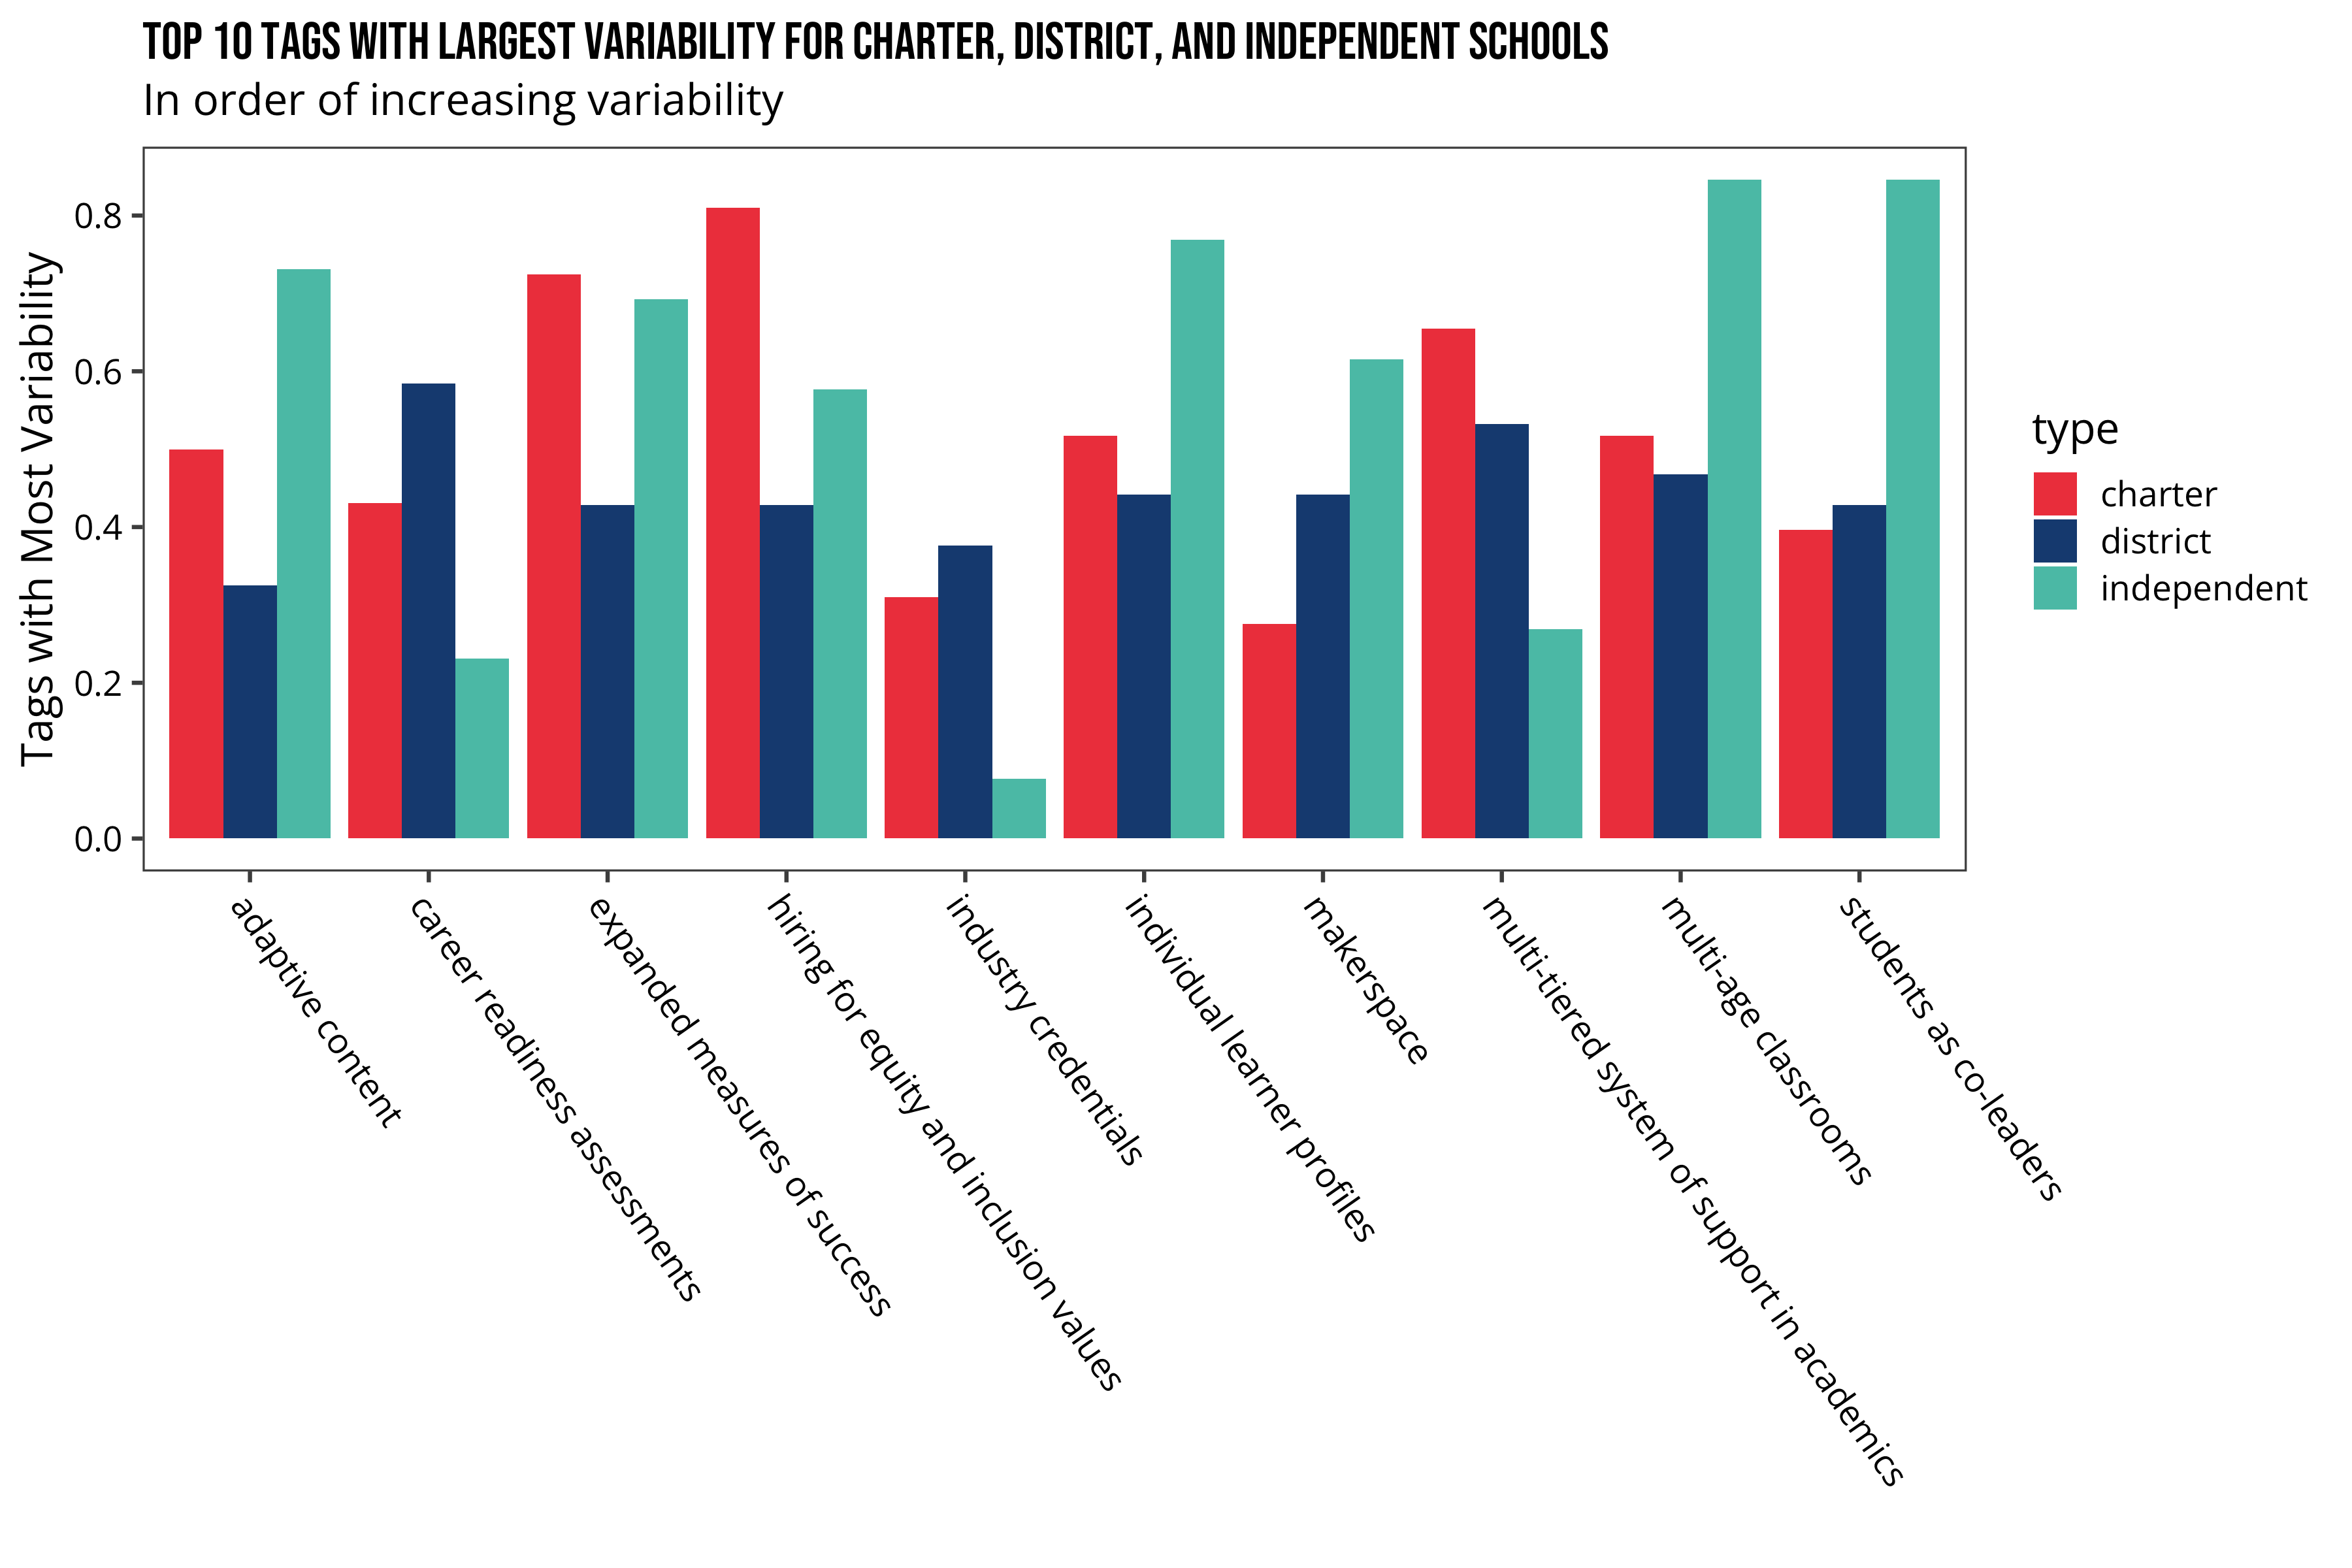 TOP 10 TAGS WITH LARGEST VARIABILITY FOR CHARTER, DISTRICT, AND INDEPENDENT SCHOOLS
In order of increasing variability
Tags with Most Variability
0.8
0.6
0.4
0.2
0.0
adaptive content
career readiness assessments
expanded measures of success
hiring for equity and inclusion values
industry credentials
individual learner profiles
makerspace
multi-tiered system of support in academics
multi-age classrooms
students as co-leaders
type
charter
district
independent